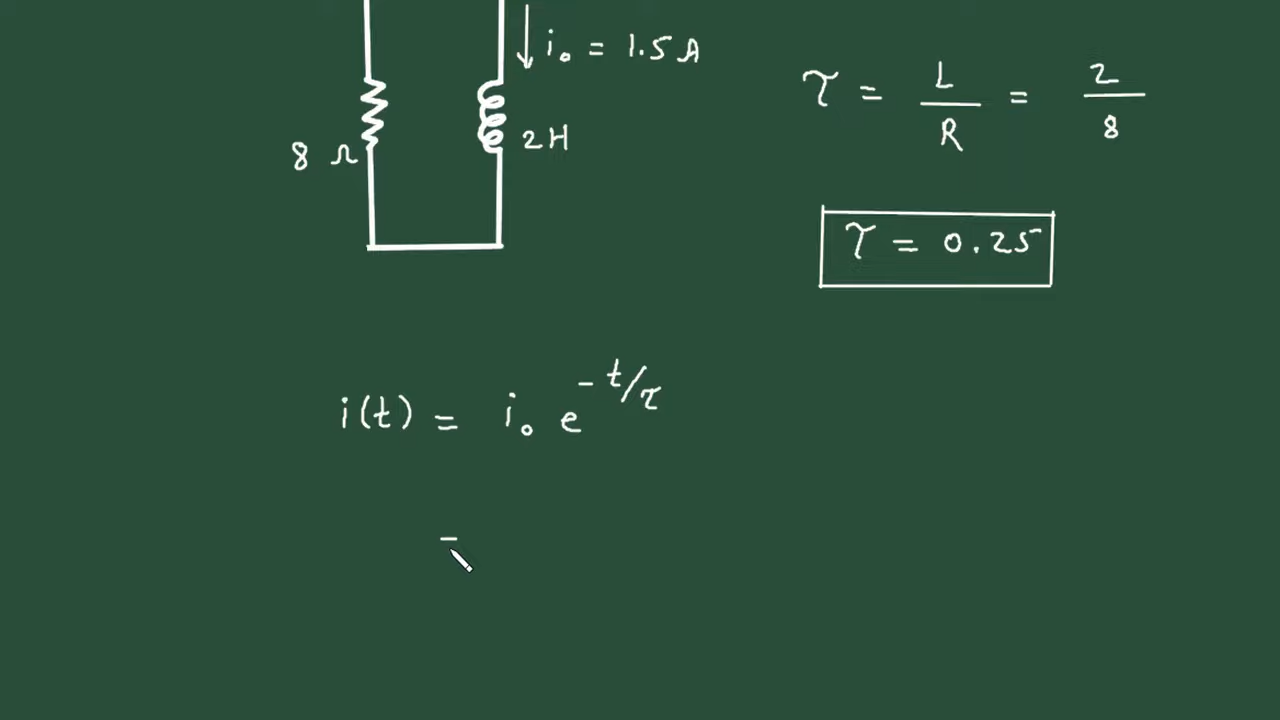 i₀ = 1.5 A
8 Ω
2H
τ = L/R = 2/8
τ = 0.25
i(t) = i₀ e^(-t/τ)